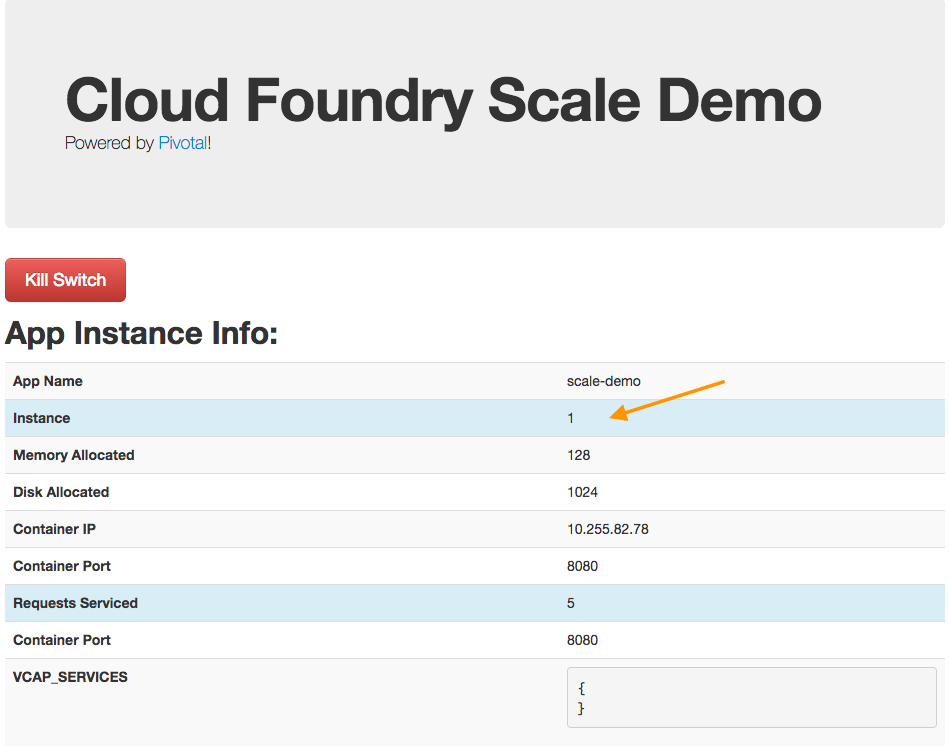 Cloud Foundry Scale Demo
Powered by Pivotal!
Kill Switch
App Instance Info:
App Name scale-demo
Instance 1
Memory Allocated 128
Disk Allocated 1024
Container IP 10.255.82.78
Container Port 8080
Requests Serviced 5
Container Port 8080
VCAP_SERVICES {
}